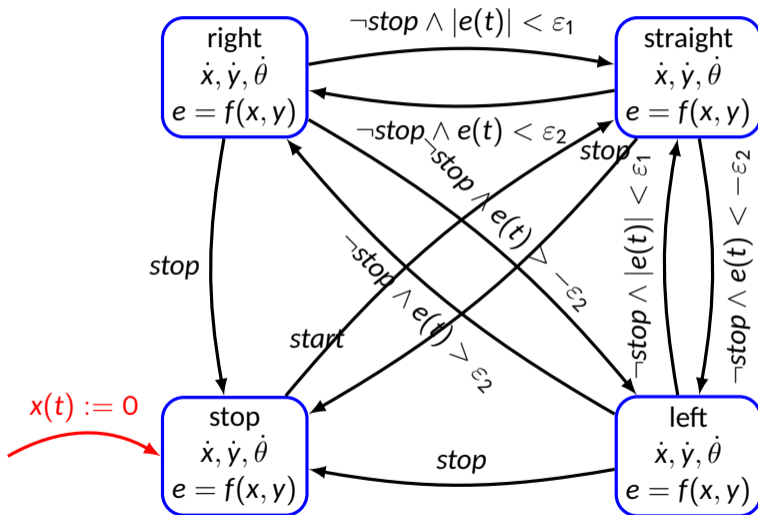 right
ẋ, ẏ, θ̇
e = f(x, y)
¬stop ∧ |e(t)| < ε₁
straight
ẋ, ẏ, θ̇
e = f(x, y)
¬stop ∧ e(t) < ε₂
stop
¬stop ∧ e(t) > −ε₂
¬stop ∧ |e(t)| < ε₁
¬stop ∧ e(t) < −ε₂
stop
¬stop ∧ e(t) > ε₂
start
x(t) := 0
stop
ẋ, ẏ, θ̇
e = f(x, y)
stop
left
ẋ, ẏ, θ̇
e = f(x, y)